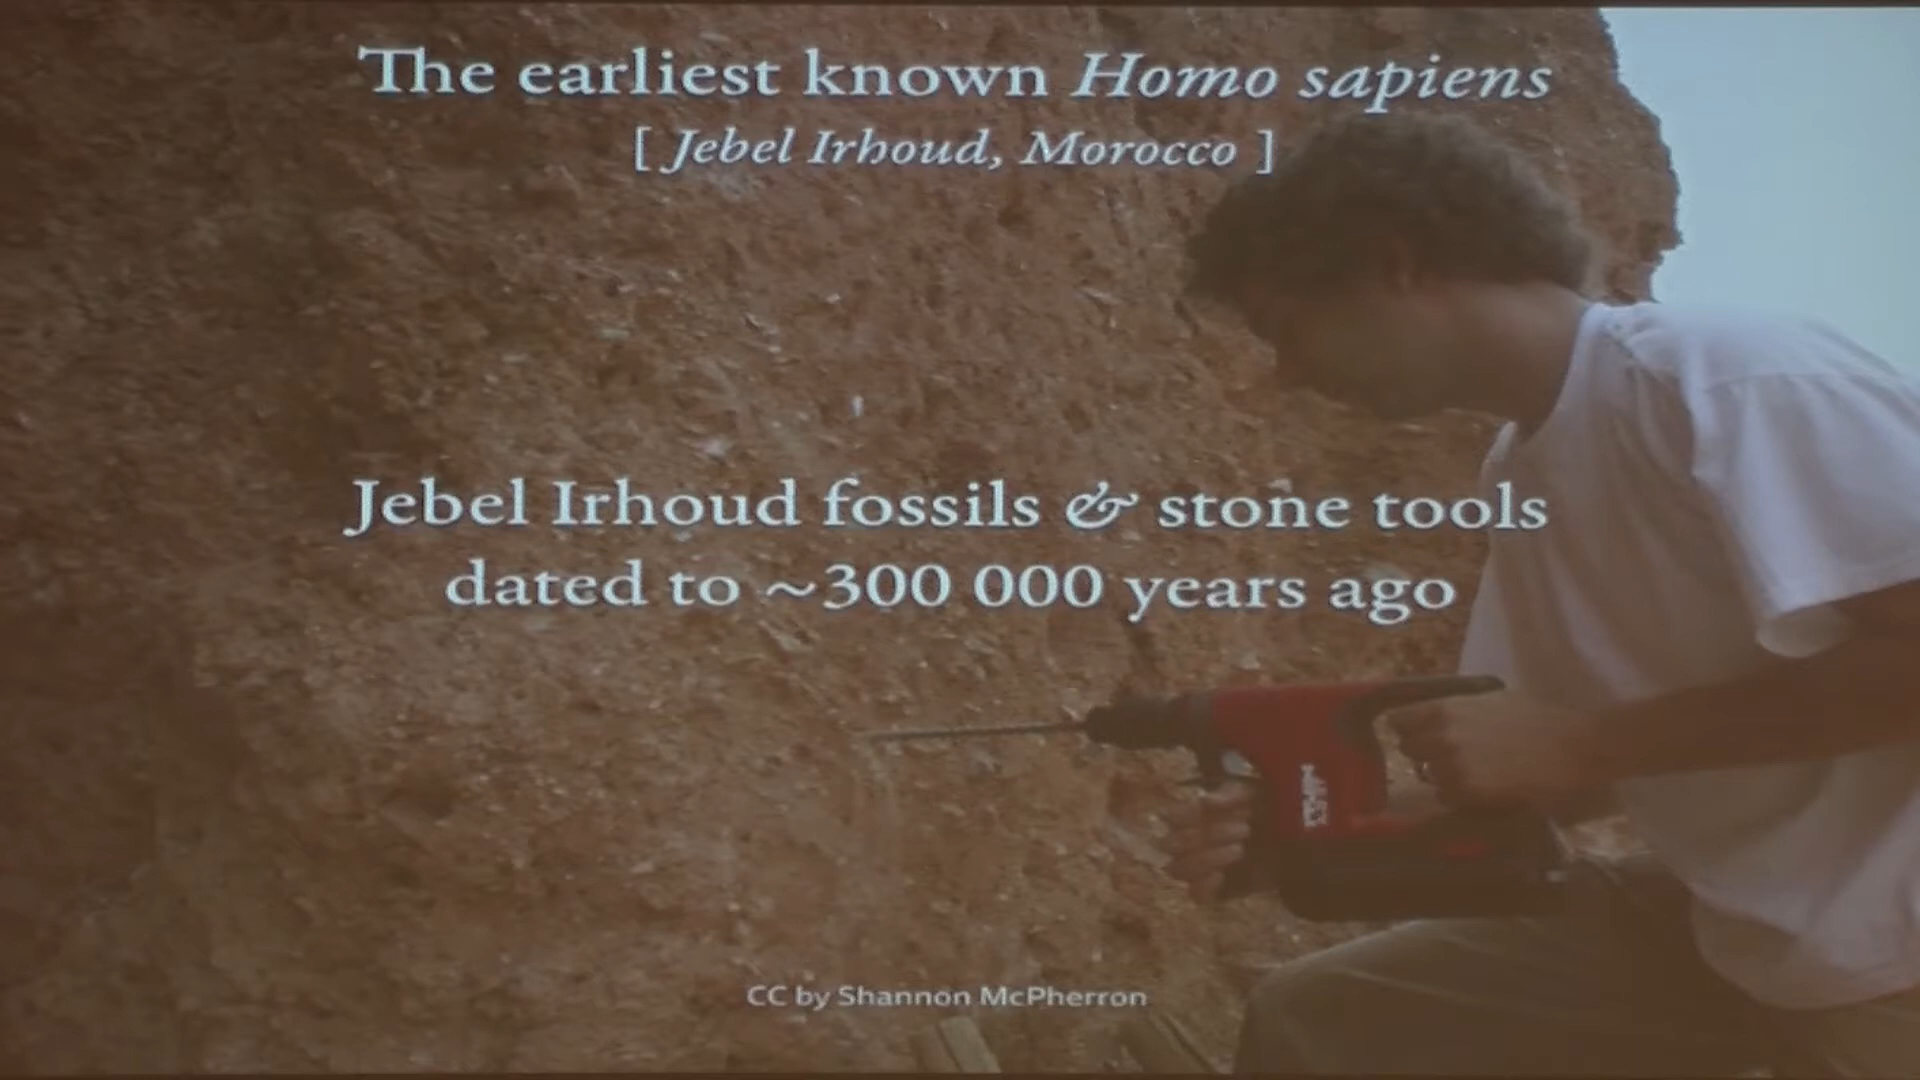 The earliest known Homo sapiens
[ Jebel Irhoud, Morocco ]
Jebel Irhoud fossils & stone tools
dated to ~300 000 years ago
CC by Shannon McPherron